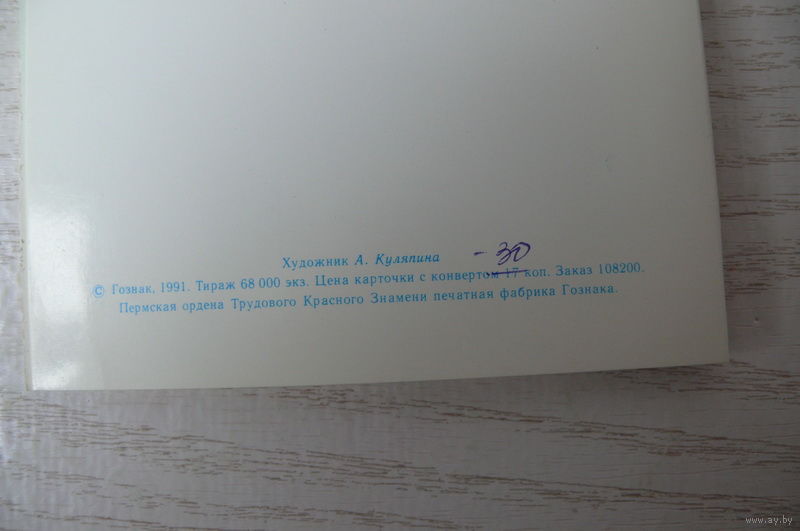 Художник А. Куляпина
-30
© Гознак, 1991. Тираж 68 000 экз. Цена карточки с конвертом 17 коп. Заказ 108200.
Пермская ордена Трудового Красного Знамени печатная фабрика Гознака.
www.ay.by